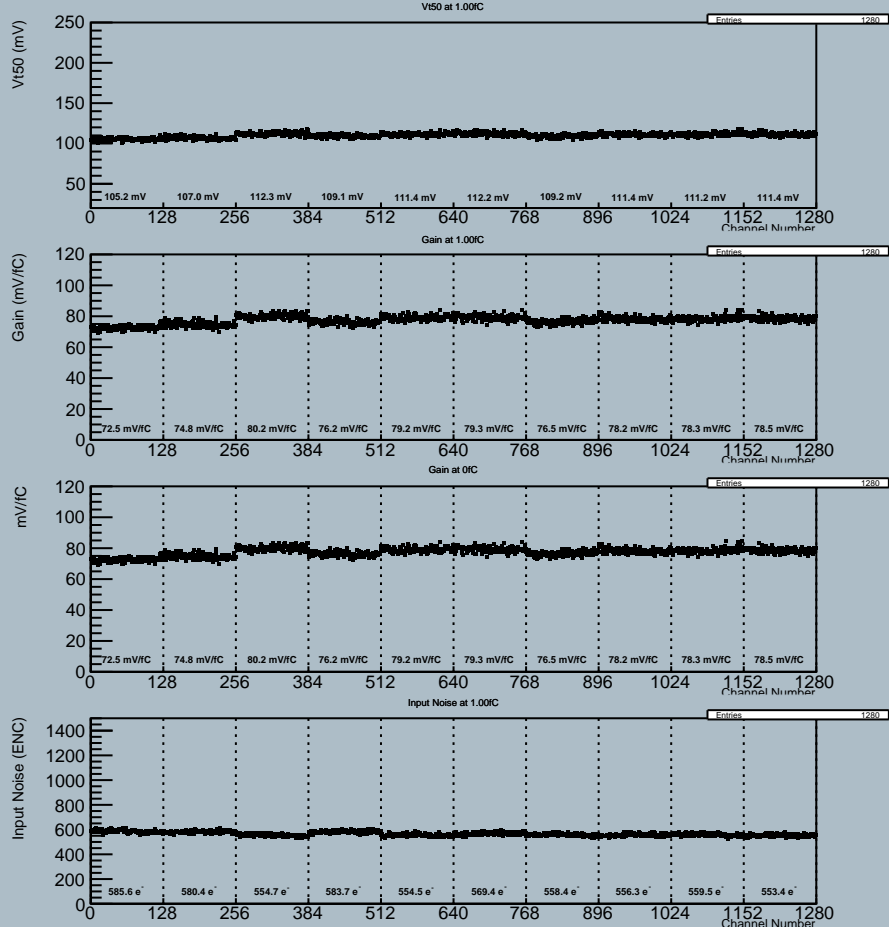 Vt50 at 1.00fC
Entries 1280
Vt50 (mV)
250
200
150
100
50
105.2 mV 107.0 mV 112.3 mV 109.1 mV 111.4 mV 112.2 mV 109.2 mV 111.4 mV 111.2 mV 111.4 mV
0 128 256 384 512 640 768 896 1024 1152 1280
Channel Number
Gain at 1.00fC
Entries 1280
Gain (mV/fC)
120
100
80
60
40
20
0
72.5 mV/fC 74.8 mV/fC 80.2 mV/fC 76.2 mV/fC 79.2 mV/fC 79.3 mV/fC 76.5 mV/fC 78.2 mV/fC 78.3 mV/fC 78.5 mV/fC
0 128 256 384 512 640 768 896 1024 1152 1280
Channel Number
Gain at 0fC
Entries 1280
mV/fC
120
100
80
60
40
20
0
72.5 mV/fC 74.8 mV/fC 80.2 mV/fC 76.2 mV/fC 79.2 mV/fC 79.3 mV/fC 76.5 mV/fC 78.2 mV/fC 78.3 mV/fC 78.5 mV/fC
0 128 256 384 512 640 768 896 1024 1152 1280
Channel Number
Input Noise at 1.00fC
Entries 1280
Input Noise (ENC)
1400
1200
1000
800
600
400
200
0
585.6 e⁻ 580.4 e⁻ 554.7 e⁻ 583.7 e⁻ 554.5 e⁻ 569.4 e⁻ 558.4 e⁻ 556.3 e⁻ 559.5 e⁻ 553.4 e⁻
0 128 256 384 512 640 768 896 1024 1152 1280
Channel Number